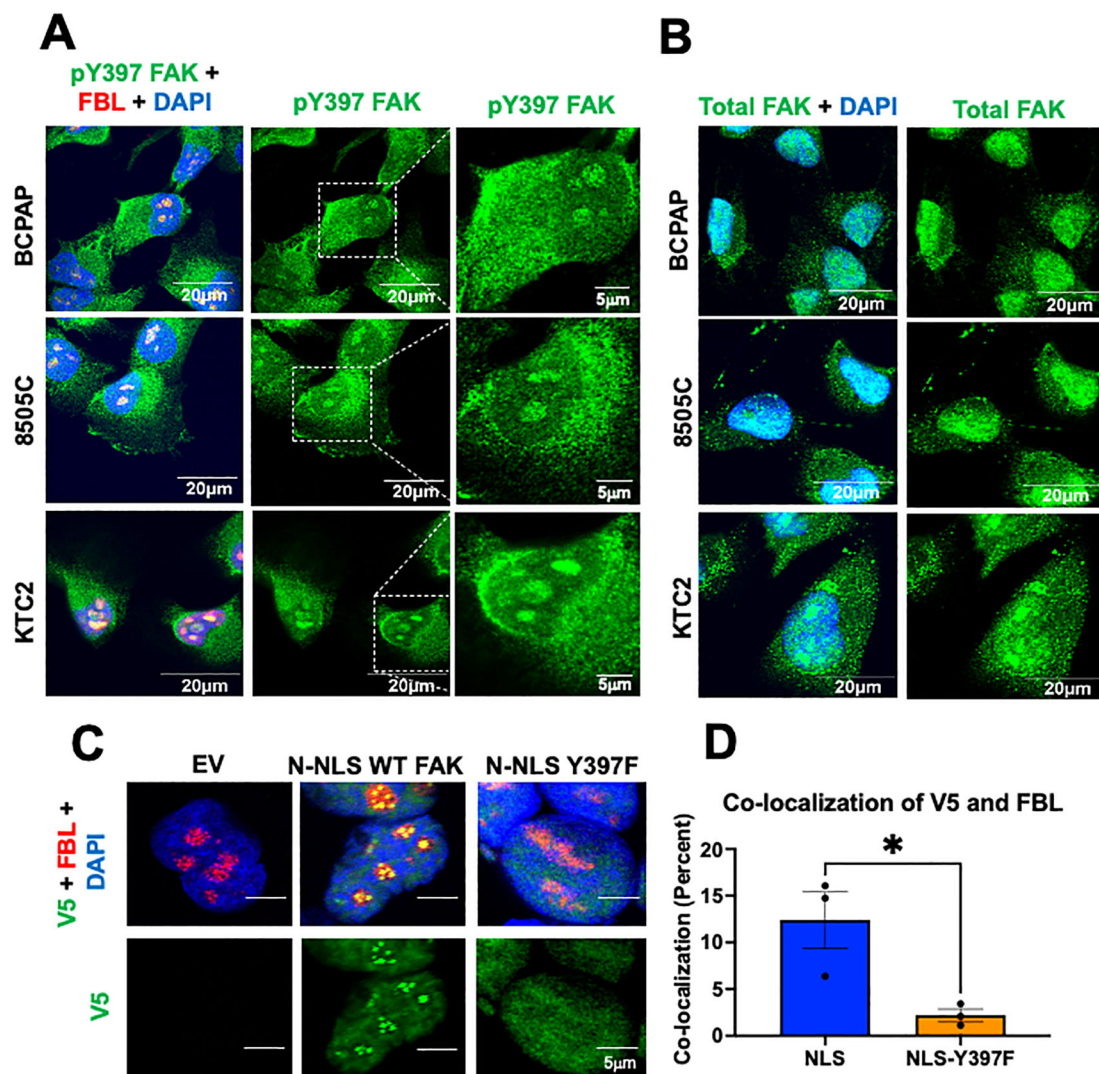 A
pY397 FAK +
FBL + DAPI
pY397 FAK
pY397 FAK
BCPAP
20μm
20μm
5μm
8505C
20μm
20μm
5μm
KTC2
20μm
20μm
5μm
B
Total FAK + DAPI
Total FAK
BCPAP
20μm
20μm
8505C
20μm
20μm
KTC2
20μm
20μm
C
EV
N-NLS WT FAK
N-NLS Y397F
V5 + FBL +
DAPI
V5
5μm
D
Co-localization of V5 and FBL
Co-localization (Percent)
20
15
10
5
0
*
NLS
NLS-Y397F